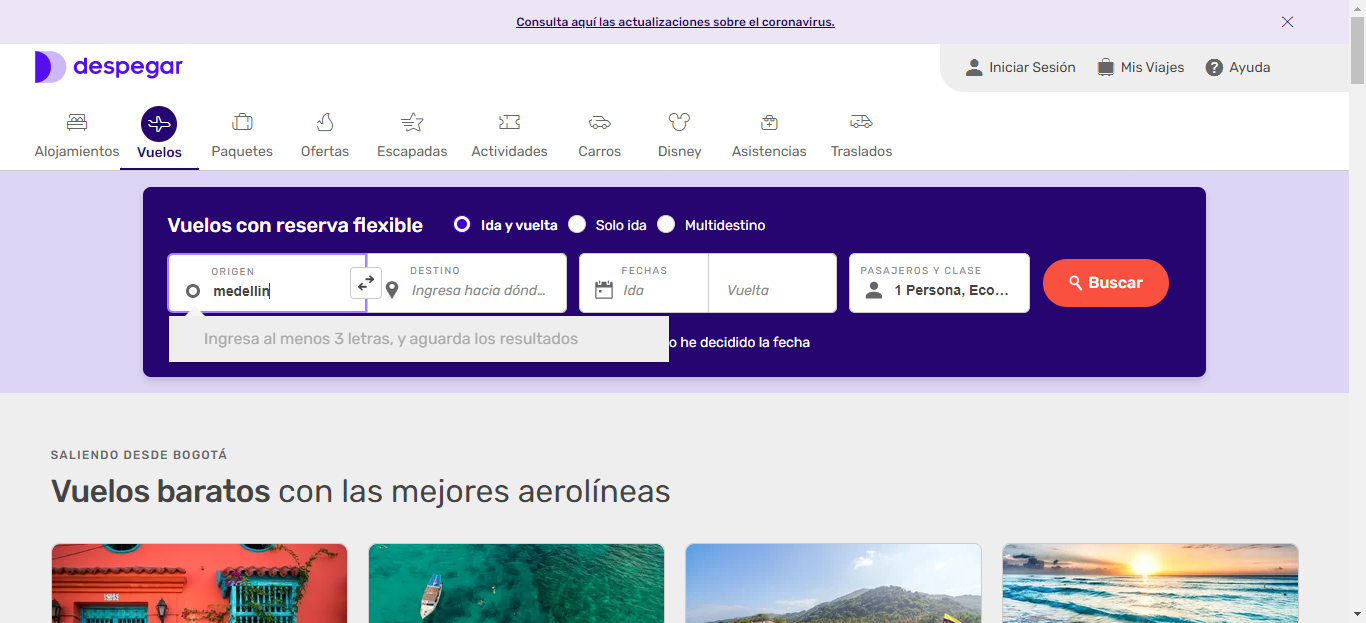 Consulta aquí las actualizaciones sobre el coronavirus.
despegar
Iniciar Sesión
Mis Viajes
Ayuda
Alojamientos
Vuelos
Paquetes
Ofertas
Escapadas
Actividades
Carros
Disney
Asistencias
Traslados
Vuelos con reserva flexible
Ida y vuelta
Solo ida
Multidestino
ORIGEN
medellin
DESTINO
Ingresa hacia dónd...
FECHAS
Ida
Vuelta
PASAJEROS Y CLASE
1 Persona, Eco...
Buscar
Ingresa al menos 3 letras, y aguarda los resultados
o he decidido la fecha
SALIENDO DESDE BOGOTÁ
Vuelos baratos con las mejores aerolíneas